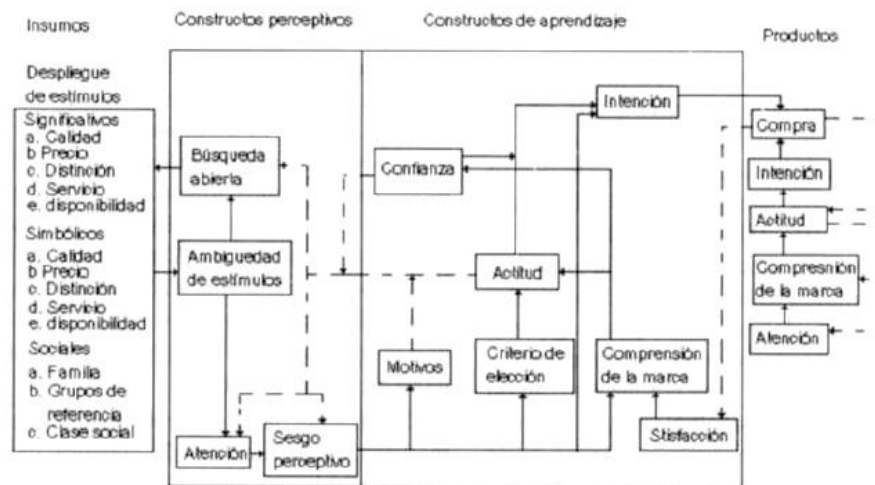 Insumos
Constructos perceptivos
Constructos de aprendizaje
Productos
Despliegue
de estímulos
Significativos
a. Calidad
b Precio
c. Distinción
d. Servicio
e. disponibilidad
Simbólicos
a. Calidad
b Precio
c. Distinción
d. Servicio
e. disponibilidad
Sociales
a. Familia
b. Grupos de
referencia
c. Clase social
Búsqueda
abierta
Ambiguedad
de estímulos
Atención
Sesgo
perceptivo
Confianza
Intención
Actitud
Motivos
Criterio de
elección
Comprensión
de la marca
Stisfacción
Compra
Intención
Actitud
Compresnión
de la marca
Atención